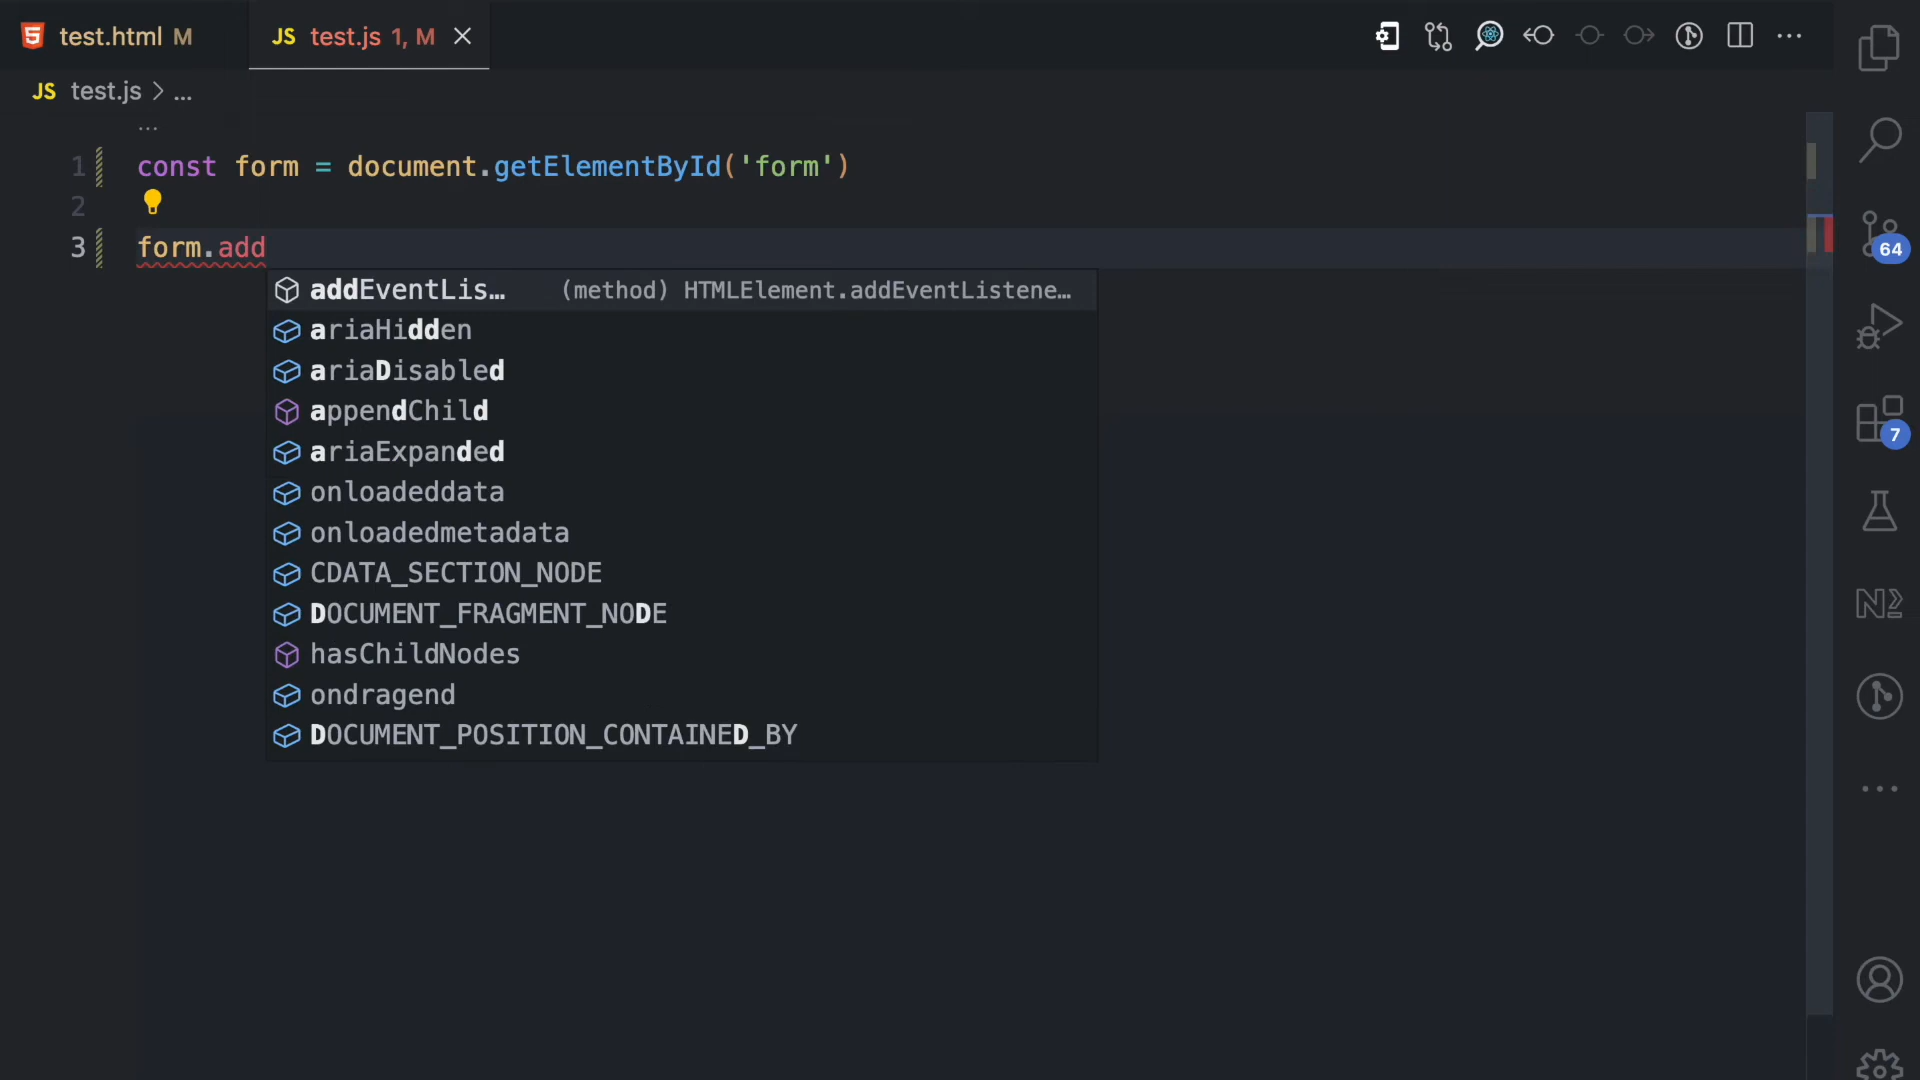 test.html M
JS test.js 1, M
JS test.js > ...
...
1 const form = document.getElementById('form')
2
3 form.add
addEventLis… (method) HTMLElement.addEventListene…
ariaHidden
ariaDisabled
appendChild
ariaExpanded
onloadeddata
onloadedmetadata
CDATA_SECTION_NODE
DOCUMENT_FRAGMENT_NODE
hasChildNodes
ondragend
DOCUMENT_POSITION_CONTAINED_BY
64
7